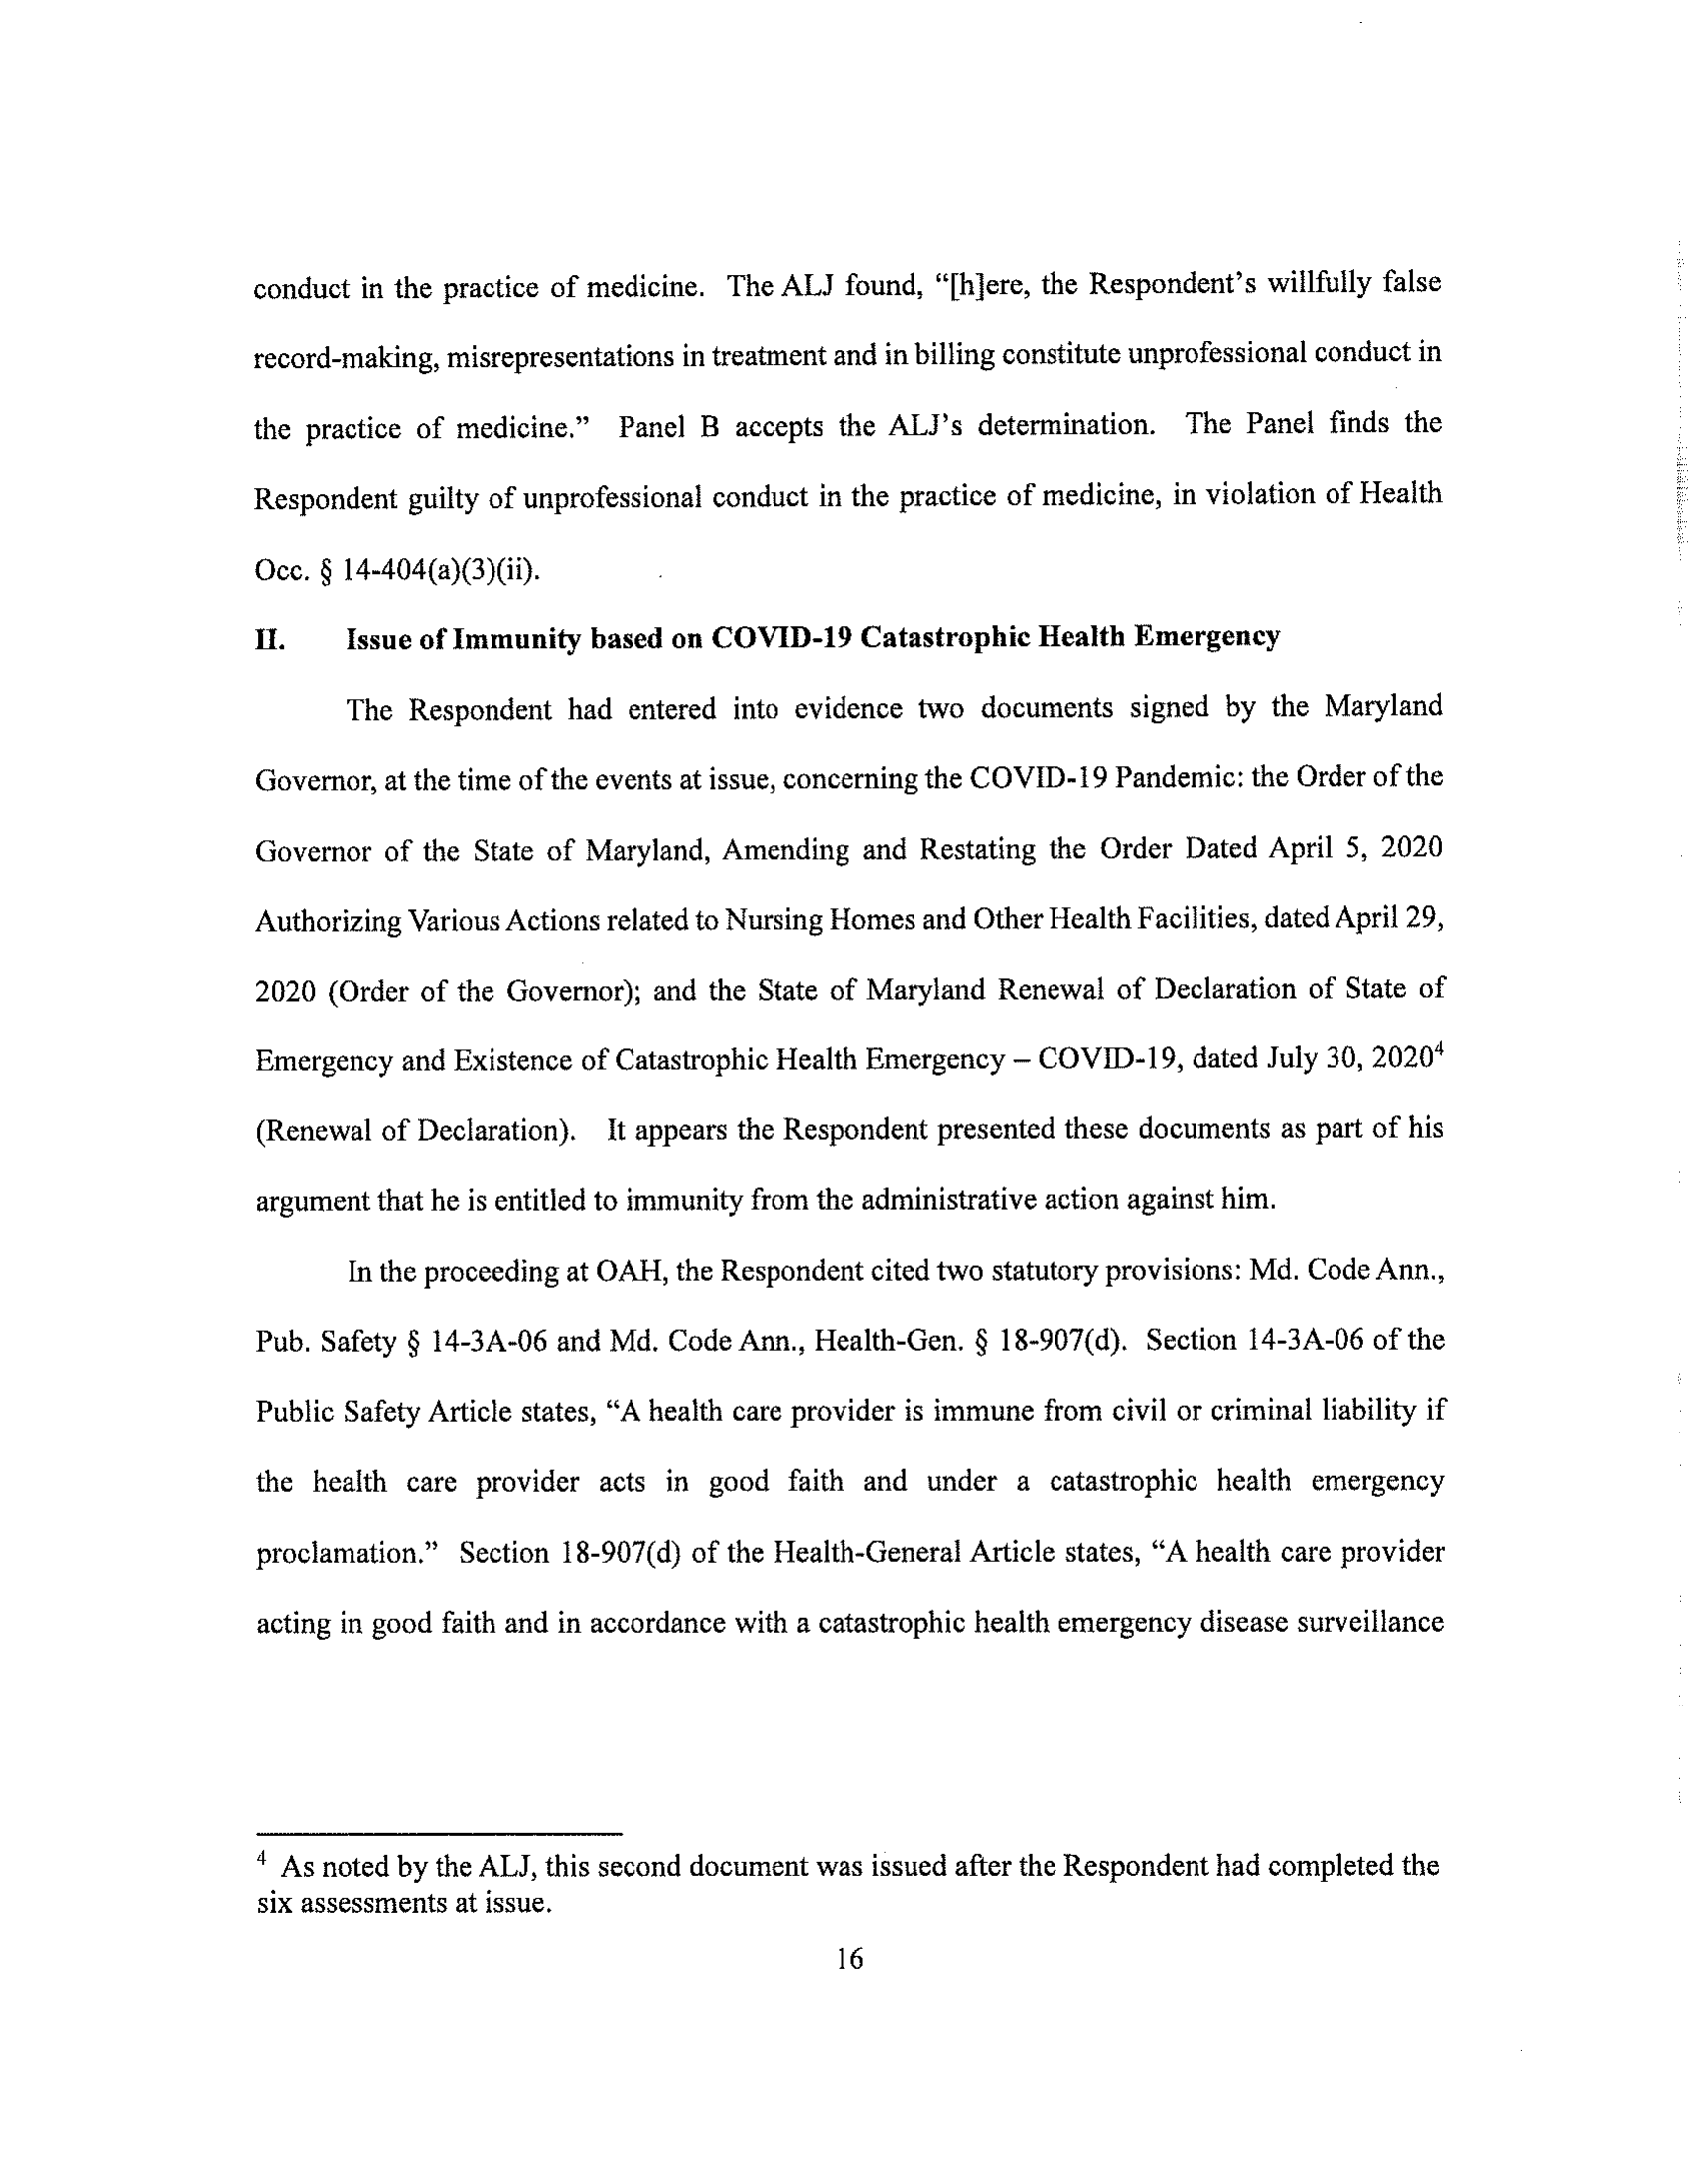 conduct in the practice of medicine. The ALJ found, “[h]ere, the Respondent’s willfully false
record-making, misrepresentations in treatment and in billing constitute unprofessional conduct in
the practice of medicine.” Panel B accepts the ALJ’s determination. The Panel finds the
Respondent guilty of unprofessional conduct in the practice of medicine, in violation of Health
Occ. § 14-404(a)(3)(ii).
II. Issue of Immunity based on COVID-19 Catastrophic Health Emergency
The Respondent had entered into evidence two documents signed by the Maryland
Governor, at the time of the events at issue, concerning the COVID-19 Pandemic: the Order of the
Governor of the State of Maryland, Amending and Restating the Order Dated April 5, 2020
Authorizing Various Actions related to Nursing Homes and Other Health Facilities, dated April 29,
2020 (Order of the Governor); and the State of Maryland Renewal of Declaration of State of
Emergency and Existence of Catastrophic Health Emergency – COVID-19, dated July 30, 2020⁴
(Renewal of Declaration). It appears the Respondent presented these documents as part of his
argument that he is entitled to immunity from the administrative action against him.
In the proceeding at OAH, the Respondent cited two statutory provisions: Md. Code Ann.,
Pub. Safety § 14-3A-06 and Md. Code Ann., Health-Gen. § 18-907(d). Section 14-3A-06 of the
Public Safety Article states, “A health care provider is immune from civil or criminal liability if
the health care provider acts in good faith and under a catastrophic health emergency
proclamation.” Section 18-907(d) of the Health-General Article states, “A health care provider
acting in good faith and in accordance with a catastrophic health emergency disease surveillance
⁴ As noted by the ALJ, this second document was issued after the Respondent had completed the
six assessments at issue.
16